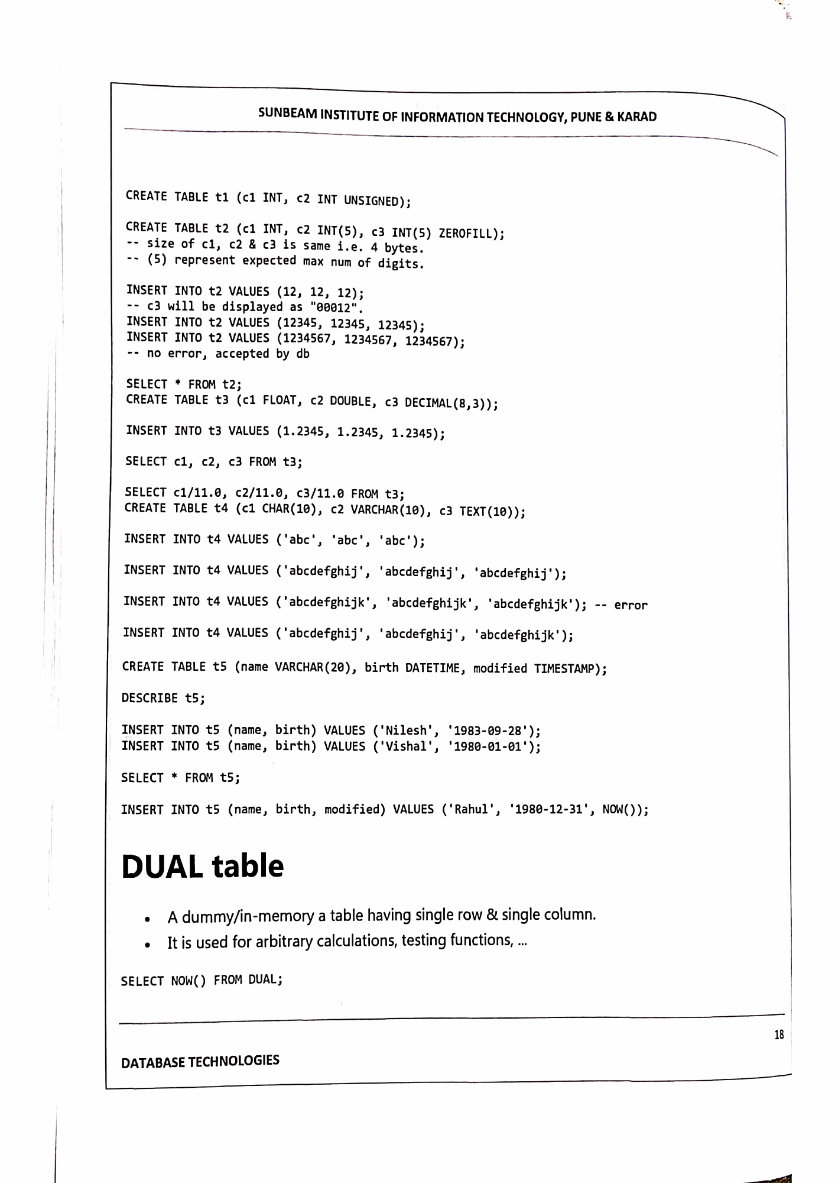 SUNBEAM INSTITUTE OF INFORMATION TECHNOLOGY, PUNE & KARAD
CREATE TABLE t1 (c1 INT, c2 INT UNSIGNED);
CREATE TABLE t2 (c1 INT, c2 INT(5), c3 INT(5) ZEROFILL);
-- size of c1, c2 & c3 is same i.e. 4 bytes.
-- (5) represent expected max num of digits.
INSERT INTO t2 VALUES (12, 12, 12);
-- c3 will be displayed as "00012".
INSERT INTO t2 VALUES (12345, 12345, 12345);
INSERT INTO t2 VALUES (1234567, 1234567, 1234567);
-- no error, accepted by db
SELECT * FROM t2;
CREATE TABLE t3 (c1 FLOAT, c2 DOUBLE, c3 DECIMAL(8,3));
INSERT INTO t3 VALUES (1.2345, 1.2345, 1.2345);
SELECT c1, c2, c3 FROM t3;
SELECT c1/11.0, c2/11.0, c3/11.0 FROM t3;
CREATE TABLE t4 (c1 CHAR(10), c2 VARCHAR(10), c3 TEXT(10));
INSERT INTO t4 VALUES ('abc', 'abc', 'abc');
INSERT INTO t4 VALUES ('abcdefghij', 'abcdefghij', 'abcdefghij');
INSERT INTO t4 VALUES ('abcdefghijk', 'abcdefghijk', 'abcdefghijk'); -- error
INSERT INTO t4 VALUES ('abcdefghij', 'abcdefghij', 'abcdefghijk');
CREATE TABLE t5 (name VARCHAR(20), birth DATETIME, modified TIMESTAMP);
DESCRIBE t5;
INSERT INTO t5 (name, birth) VALUES ('Nilesh', '1983-09-28');
INSERT INTO t5 (name, birth) VALUES ('Vishal', '1980-01-01');
SELECT * FROM t5;
INSERT INTO t5 (name, birth, modified) VALUES ('Rahul', '1980-12-31', NOW());
DUAL table
• A dummy/in-memory a table having single row & single column.
• It is used for arbitrary calculations, testing functions, ...
SELECT NOW() FROM DUAL;
18
DATABASE TECHNOLOGIES